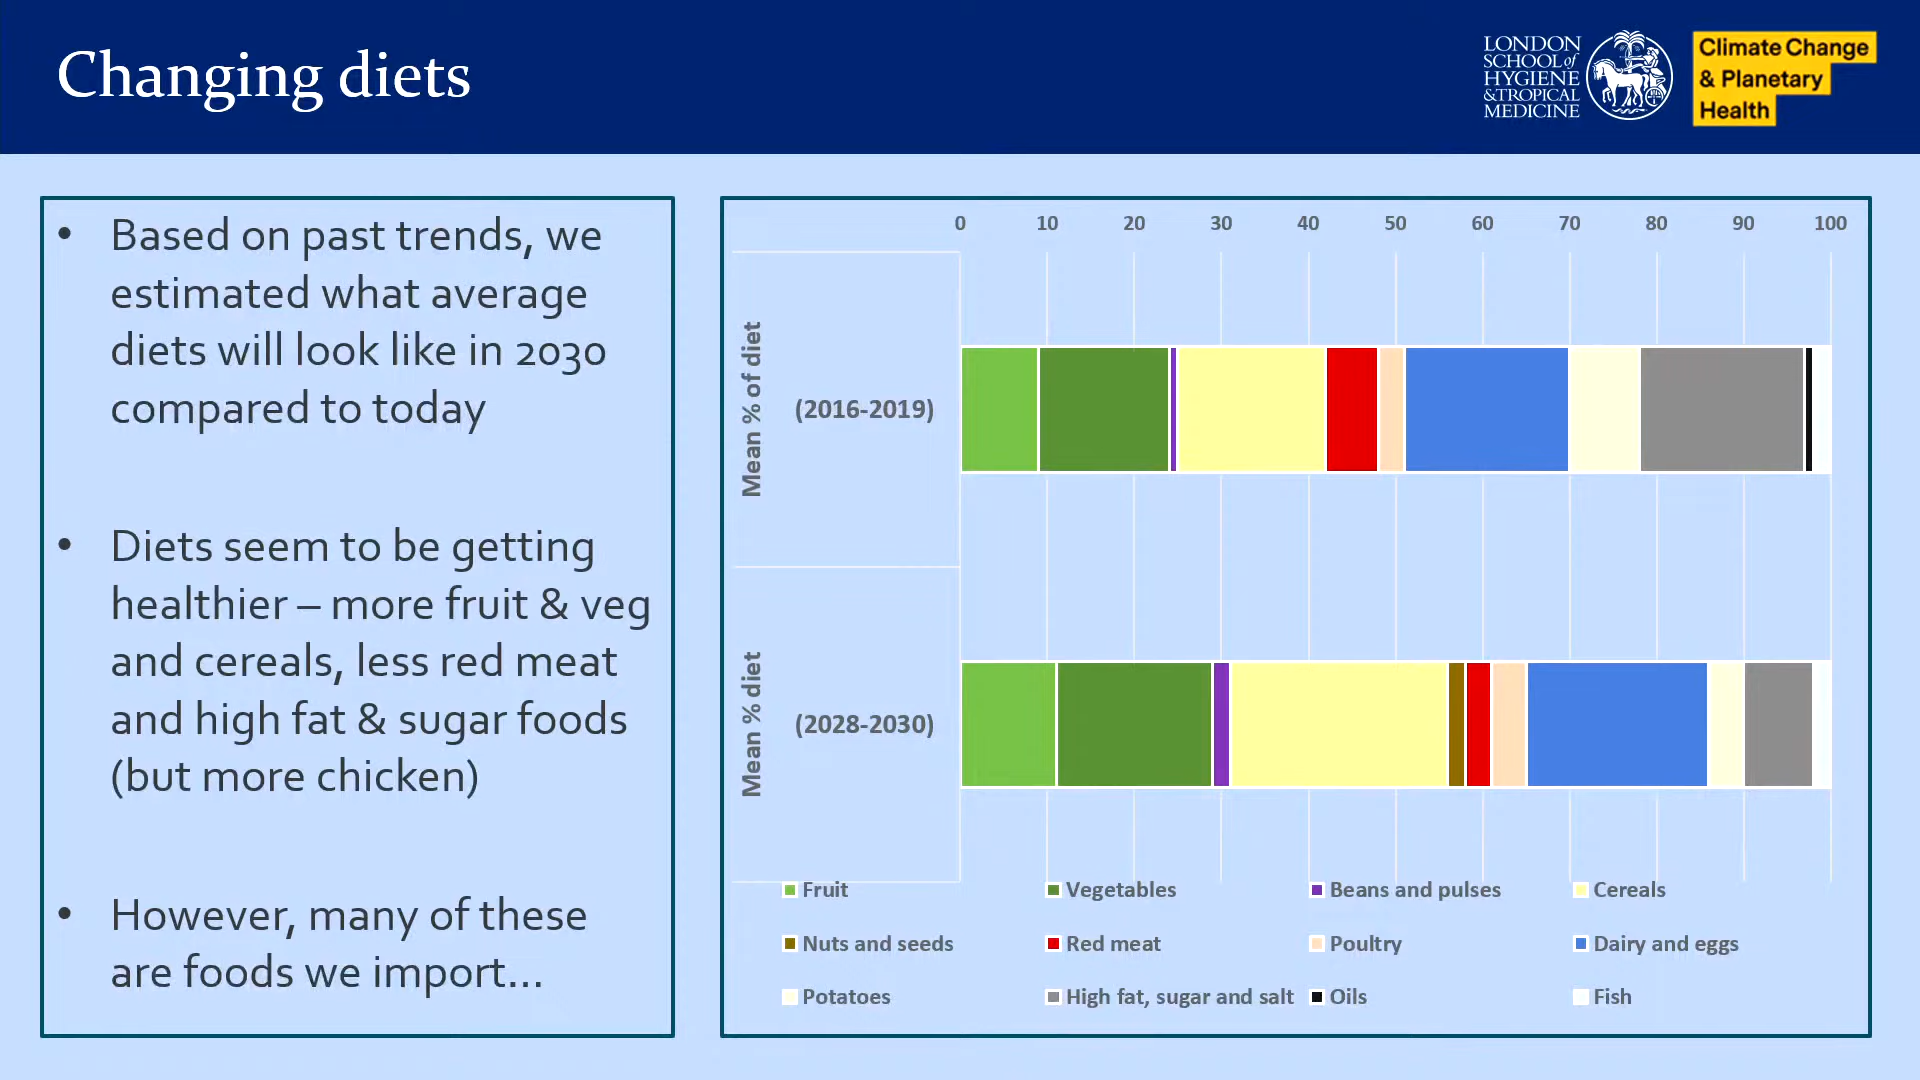 Changing diets
LONDON
SCHOOL of
HYGIENE
& TROPICAL
MEDICINE
Climate Change
& Planetary
Health
• Based on past trends, we
estimated what average
diets will look like in 2030
compared to today
• Diets seem to be getting
healthier – more fruit & veg
and cereals, less red meat
and high fat & sugar foods
(but more chicken)
• However, many of these
are foods we import...
0 10 20 30 40 50 60 70 80 90 100
Mean % of diet
(2016-2019)
Mean % diet
(2028-2030)
Fruit Vegetables Beans and pulses Cereals
Nuts and seeds Red meat Poultry Dairy and eggs
Potatoes High fat, sugar and salt Oils Fish